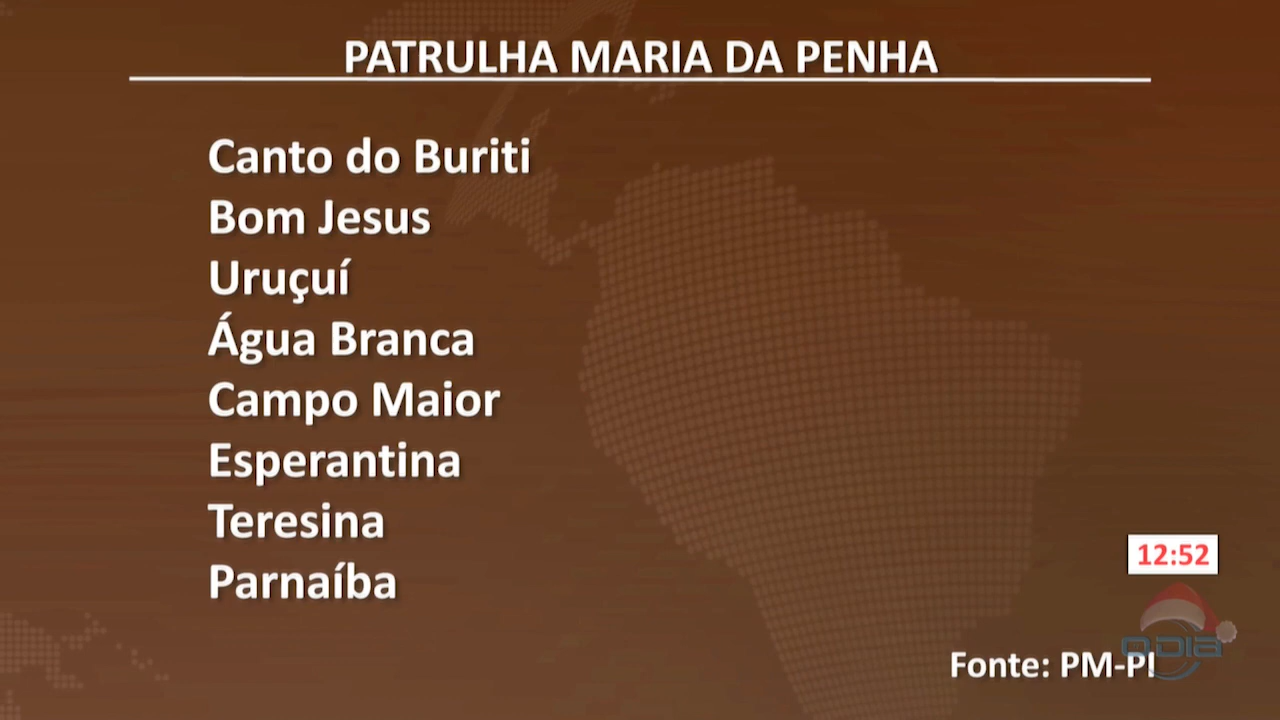 PATRULHA MARIA DA PENHA
Canto do Buriti
Bom Jesus
Uruçuí
Água Branca
Campo Maior
Esperantina
Teresina
Parnaíba
12:52
O DIA
Fonte: PM-PI